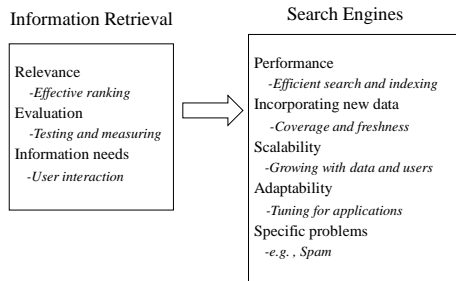 Information Retrieval
Relevance
-Effective ranking
Evaluation
-Testing and measuring
Information needs
-User interaction
Search Engines
Performance
-Efficient search and indexing
Incorporating new data
-Coverage and freshness
Scalability
-Growing with data and users
Adaptability
-Tuning for applications
Specific problems
-e.g. , Spam